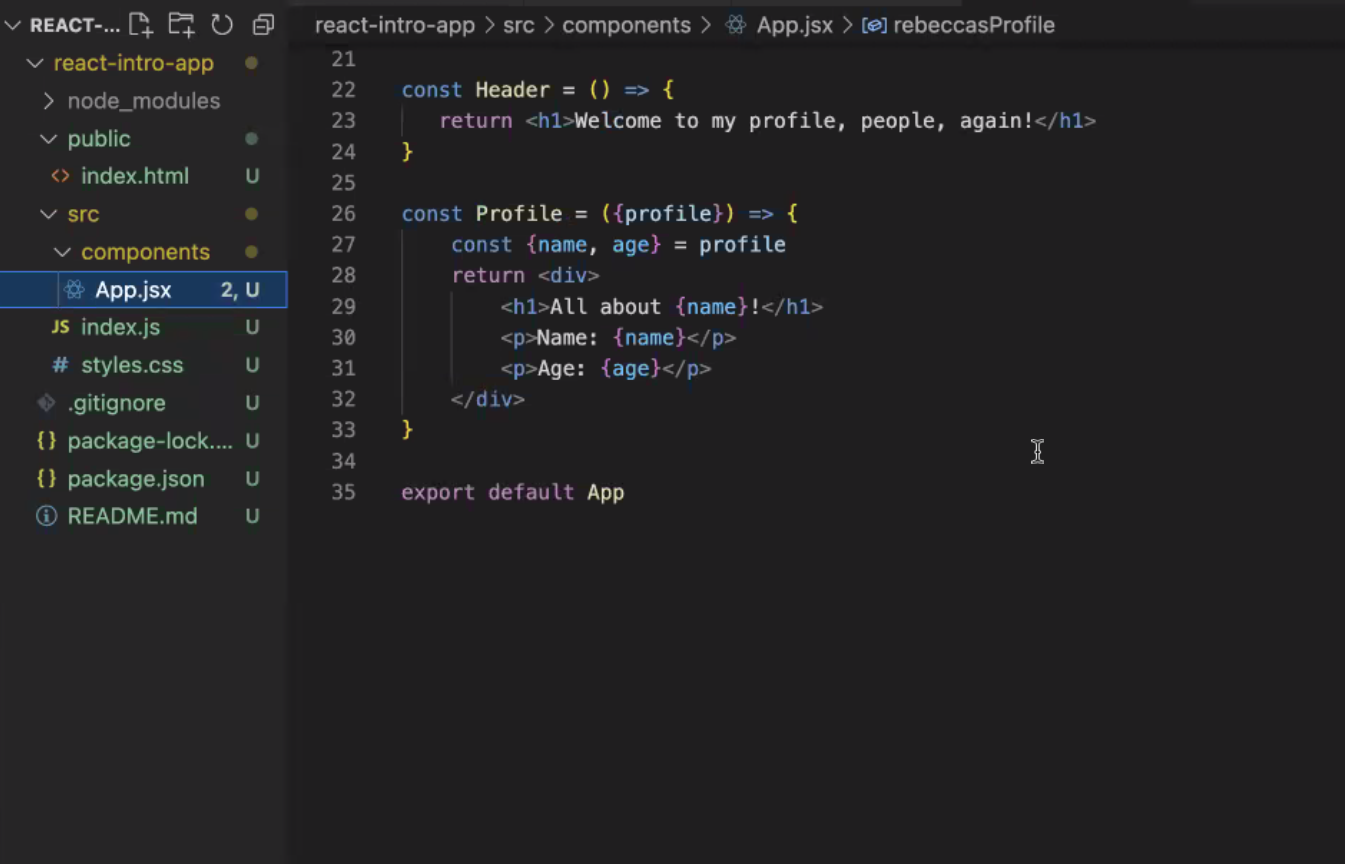 REACT-...
react-intro-app
node_modules
public
index.html U
src
components
App.jsx 2, U
JS index.js U
# styles.css U
.gitignore U
{} package-lock.... U
{} package.json U
README.md U
react-intro-app > src > components > App.jsx > rebeccasProfile
21
22 const Header = () => {
23 return <h1>Welcome to my profile, people, again!</h1>
24 }
25
26 const Profile = ({profile}) => {
27 const {name, age} = profile
28 return <div>
29 <h1>All about {name}!</h1>
30 <p>Name: {name}</p>
31 <p>Age: {age}</p>
32 </div>
33 }
34
35 export default App